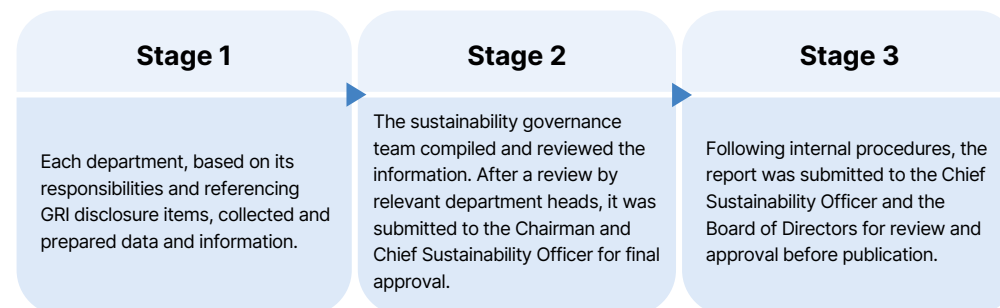 Stage 1
Each department, based on its
responsibilities and referencing
GRI disclosure items, collected and
prepared data and information.
Stage 2
The sustainability governance
team compiled and reviewed the
information. After a review by
relevant department heads, it was
submitted to the Chairman and
Chief Sustainability Officer for final
approval.
Stage 3
Following internal procedures, the
report was submitted to the Chief
Sustainability Officer and the
Board of Directors for review and
approval before publication.